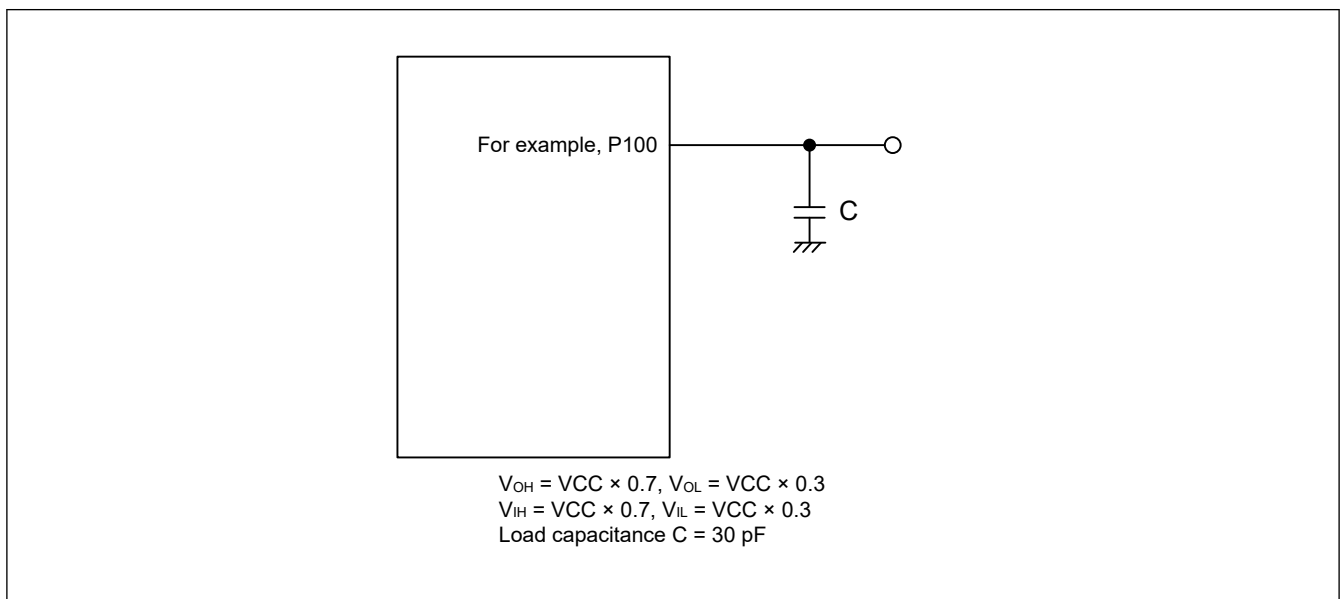 For example, P100
C
VOH = VCC × 0.7, VOL = VCC × 0.3
VIH = VCC × 0.7, VIL = VCC × 0.3
Load capacitance C = 30 pF